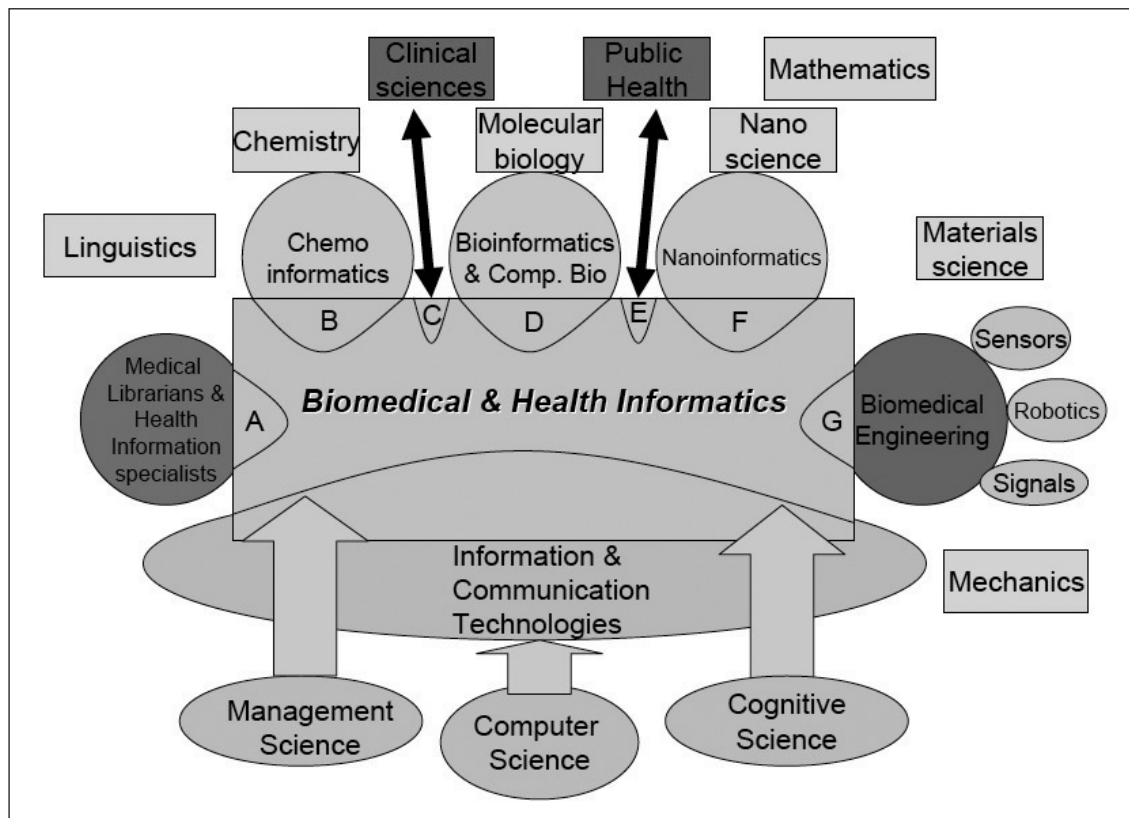 Clinical
sciences
Public
Health
Mathematics
Chemistry
Molecular
biology
Nano
science
Linguistics
Chemo
informatics
Bioinformatics
& Comp. Bio
Nanoinformatics
Materials
science
B
C
D
E
F
Sensors
Medical
Librarians &
Health
Information
specialists
A
Biomedical & Health Informatics
G
Biomedical
Engineering
Robotics
Signals
Information &
Communication
Technologies
Mechanics
Management
Science
Computer
Science
Cognitive
Science